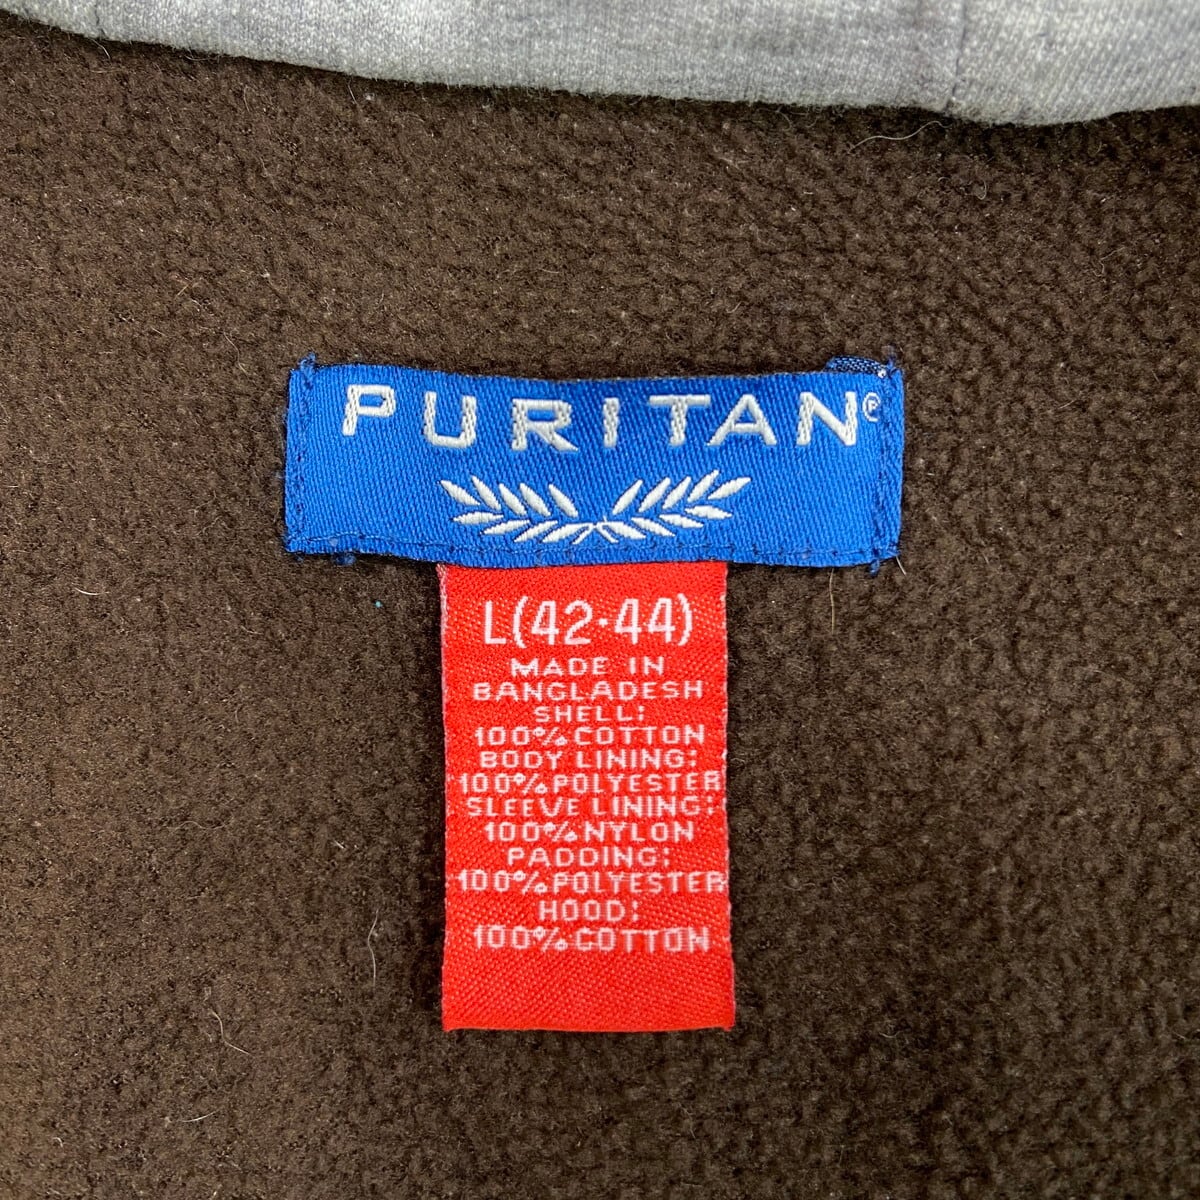 PURITAN®
L(42·44)
MADE IN
BANGLADESH
SHELL:
100% COTTON
BODY LINING:
100% POLYESTER
SLEEVE LINING:
100% NYLON
PADDING:
100% POLYESTER
HOOD:
100% COTTON